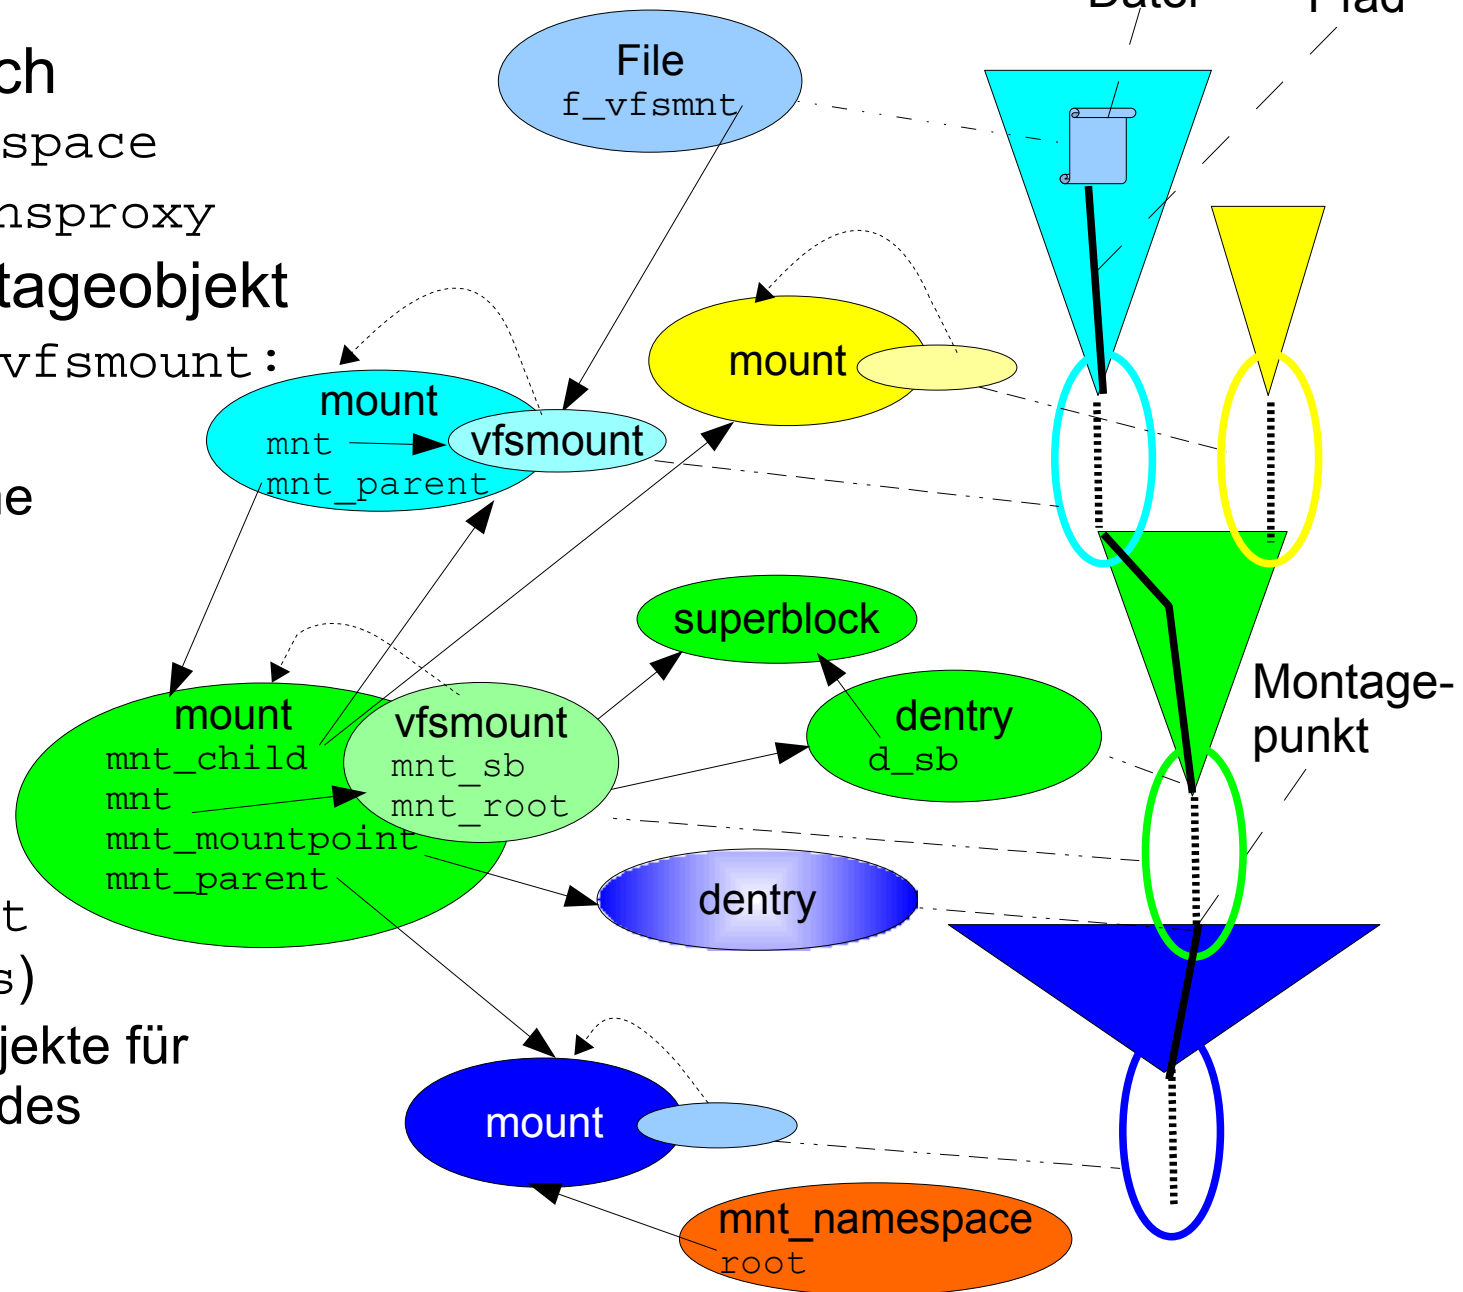 Datei
Pfad
ch
space
nsproxy
tageobjekt
vfsmount:
ne
t
s)
jekte für
des
File
f_vfsmnt
mount
mnt
mnt_parent
vfsmount
mount
superblock
dentry
d_sb
mount
mnt_child
mnt
mnt_mountpoint
mnt_parent
vfsmount
mnt_sb
mnt_root
dentry
mount
mnt_namespace
root
Montage-
punkt